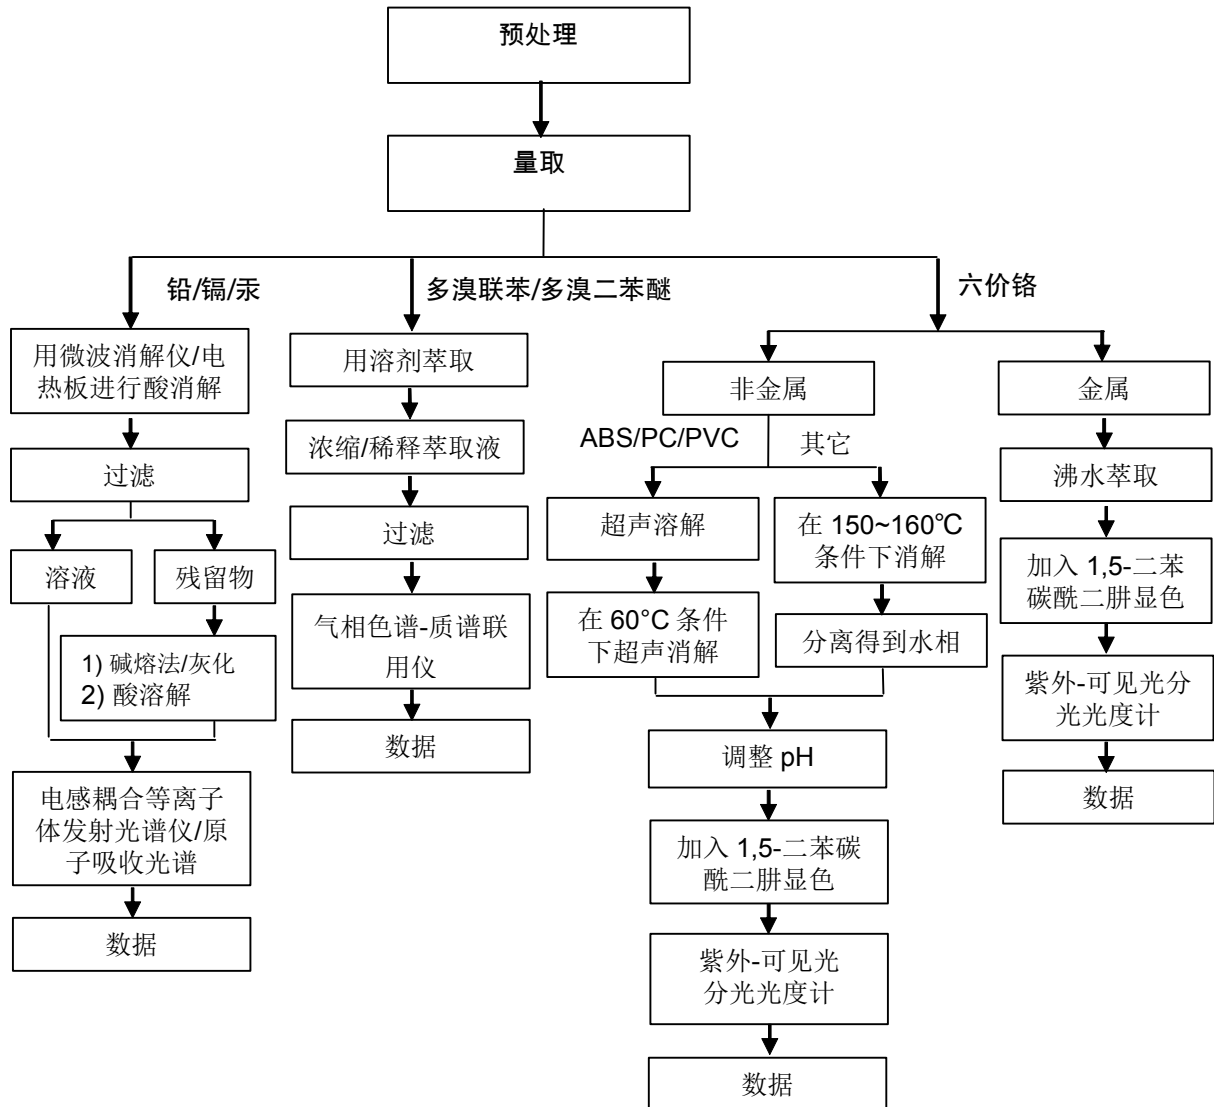 预处理
量取
铅/镉/汞
多溴联苯/多溴二苯醚
六价铬
用微波消解仪/电
热板进行酸消解
过滤
溶液
残留物
1) 碱熔法/灰化
2) 酸溶解
电感耦合等离子
体发射光谱仪/原
子吸收光谱
数据
用溶剂萃取
浓缩/稀释萃取液
过滤
气相色谱-质谱联
用仪
数据
非金属
ABS/PC/PVC
其它
超声溶解
在 60°C 条件
下超声消解
在 150~160℃
条件下消解
分离得到水相
调整 pH
加入 1,5-二苯碳
酰二肼显色
紫外-可见光
分光光度计
数据
金属
沸水萃取
加入 1,5-二苯
碳酰二肼显色
紫外-可见光分
光光度计
数据